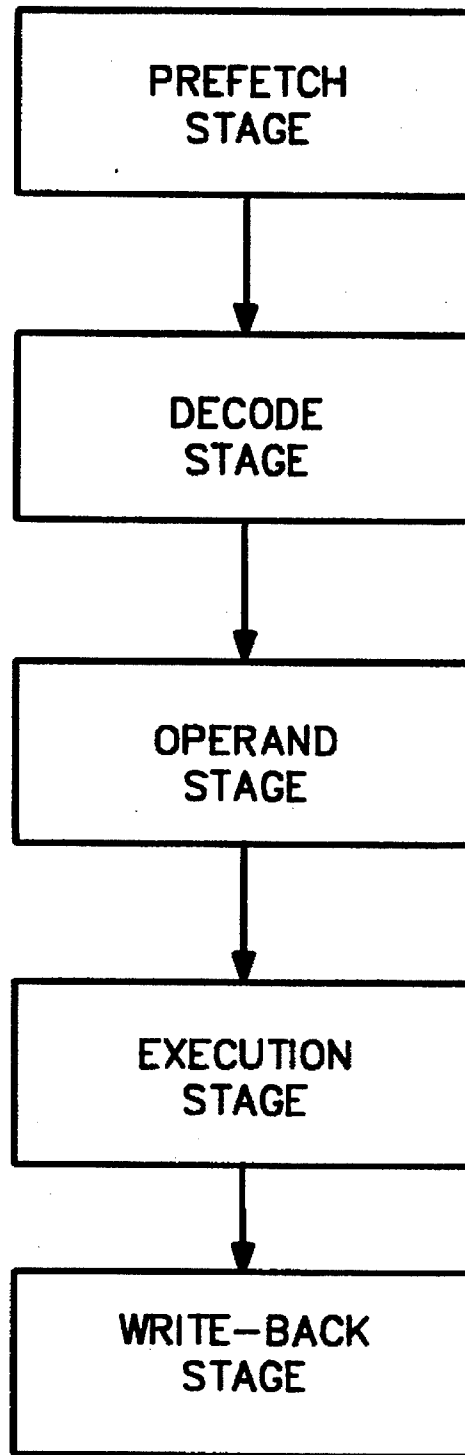 PREFETCH
STAGE
DECODE
STAGE
OPERAND
STAGE
EXECUTION
STAGE
WRITE-BACK
STAGE